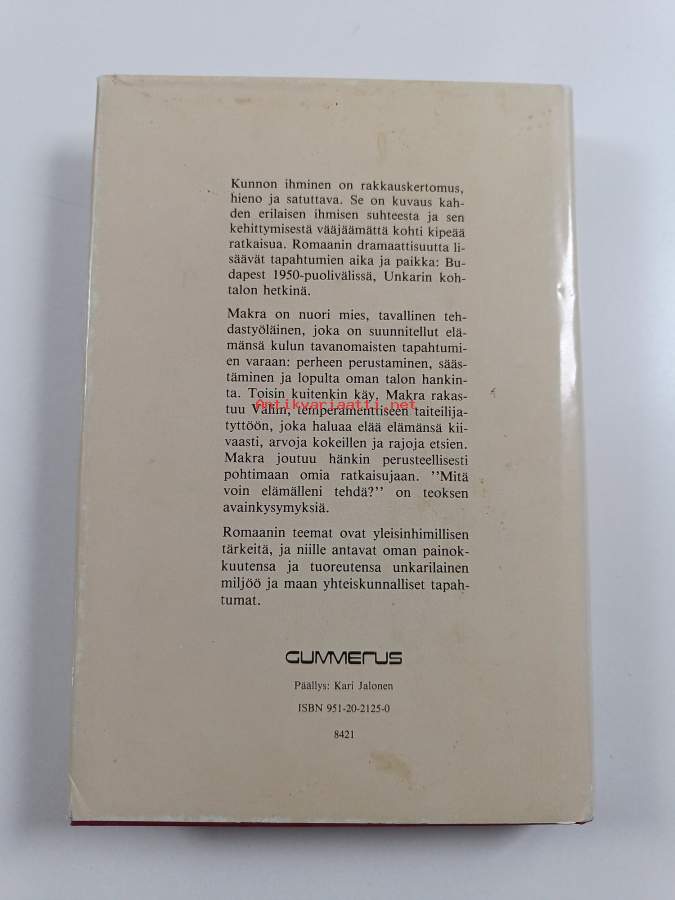 Kunnon ihminen on rakkauskertomus,
hieno ja satuttava. Se on kuvaus kah-
den erilaisen ihmisen suhteesta ja sen
kehittymisestä vääjäämättä kohti kipeää
ratkaisua. Romaanin dramaattisuutta li-
säävät tapahtumien aika ja paikka: Bu-
dapest 1950-puolivälissä, Unkarin koh-
talon hetkinä.
Makra on nuori mies, tavallinen teh-
dastyöläinen, joka on suunnitellut elä-
mänsä kulun tavanomaisten tapahtumi-
en varaan: perheen perustaminen, sääs-
täminen ja lopulta oman talon hankin-
ta. Toisin kuitenkin käy. Makra rakas-
Antikvariaatti.net
tuu Valiin, temperamenttiseen taiteilija-
tyttöön, joka haluaa elää elämänsä kii-
vaasti, arvoja kokeillen ja rajoja etsien.
Makra joutuu hänkin perusteellisesti
pohtimaan omia ratkaisujaan. ''Mitä
voin elämälleni tehdä?'' on teoksen
avainkysymyksiä.
Romaanin teemat ovat yleisinhimillisen
tärkeitä, ja niille antavat oman painok-
kuutensa ja tuoreutensa unkarilainen
miljöö ja maan yhteiskunnalliset tapah-
tumat.
GUMMERUS
Päällys: Kari Jalonen
ISBN 951-20-2125-0
8421